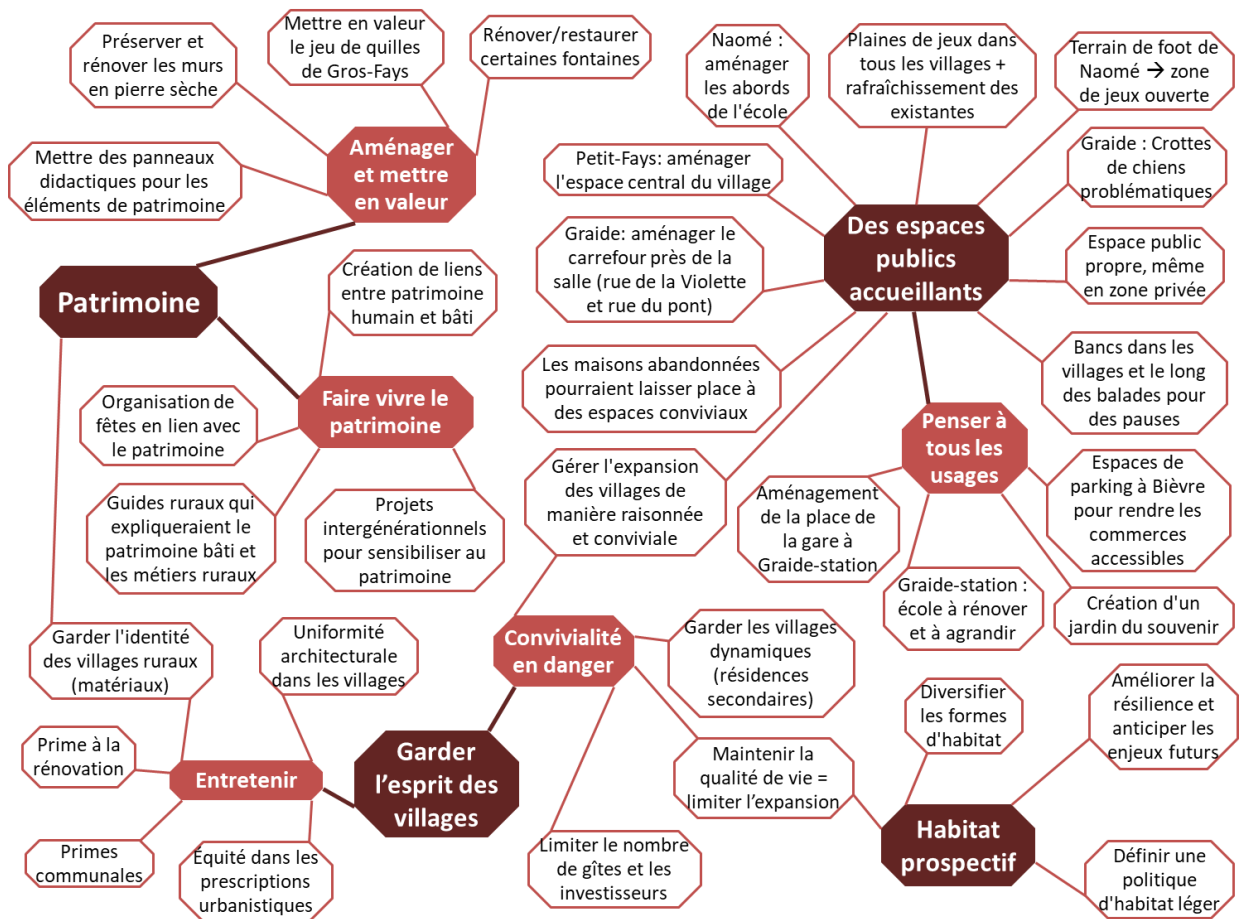 Préserver et
rénover les murs
en pierre sèche
Mettre en valeur
le jeu de quilles
de Gros-Fays
Rénover/restaurer
certaines fontaines
Mettre des panneaux
didactiques pour les
éléments de patrimoine
Aménager
et mettre
en valeur
Patrimoine
Création de liens
entre patrimoine
humain et bâti
Organisation de
fêtes en lien avec
le patrimoine
Faire vivre le
patrimoine
Guides ruraux qui
expliqueraient le
patrimoine bâti et
les métiers ruraux
Projets
intergénérationnels
pour sensibiliser au
patrimoine
Naomé :
aménager
les abords
de l'école
Plaines de jeux dans
tous les villages +
rafraîchissement des
existantes
Terrain de foot de
Naomé → zone
de jeux ouverte
Petit-Fays: aménager
l'espace central du village
Graide : Crottes
de chiens
problématiques
Des espaces
publics
accueillants
Graide: aménager le
carrefour près de la
salle (rue de la Violette
et rue du pont)
Espace public
propre, même
en zone privée
Les maisons abandonnées
pourraient laisser place à
des espaces conviviaux
Bancs dans les
villages et le long
des balades pour
des pauses
Penser à
tous les
usages
Gérer l'expansion
des villages de
manière raisonnée
et conviviale
Aménagement
de la place de
la gare à
Graide-station
Espaces de
parking à Bièvre
pour rendre les
commerces
accessibles
Graide-station :
école à rénover
et à agrandir
Création d'un
jardin du souvenir
Garder l'identité
des villages ruraux
(matériaux)
Uniformité
architecturale
dans les villages
Convivialité
en danger
Garder les villages
dynamiques
(résidences
secondaires)
Prime à la
rénovation
Entretenir
Garder
l’esprit des
villages
Maintenir la
qualité de vie =
limiter l’expansion
Primes
communales
Équité dans les
prescriptions
urbanistiques
Limiter le nombre
de gîtes et les
investisseurs
Diversifier
les formes
d'habitat
Améliorer la
résilience et
anticiper les
enjeux futurs
Habitat
prospectif
Définir une
politique
d'habitat léger